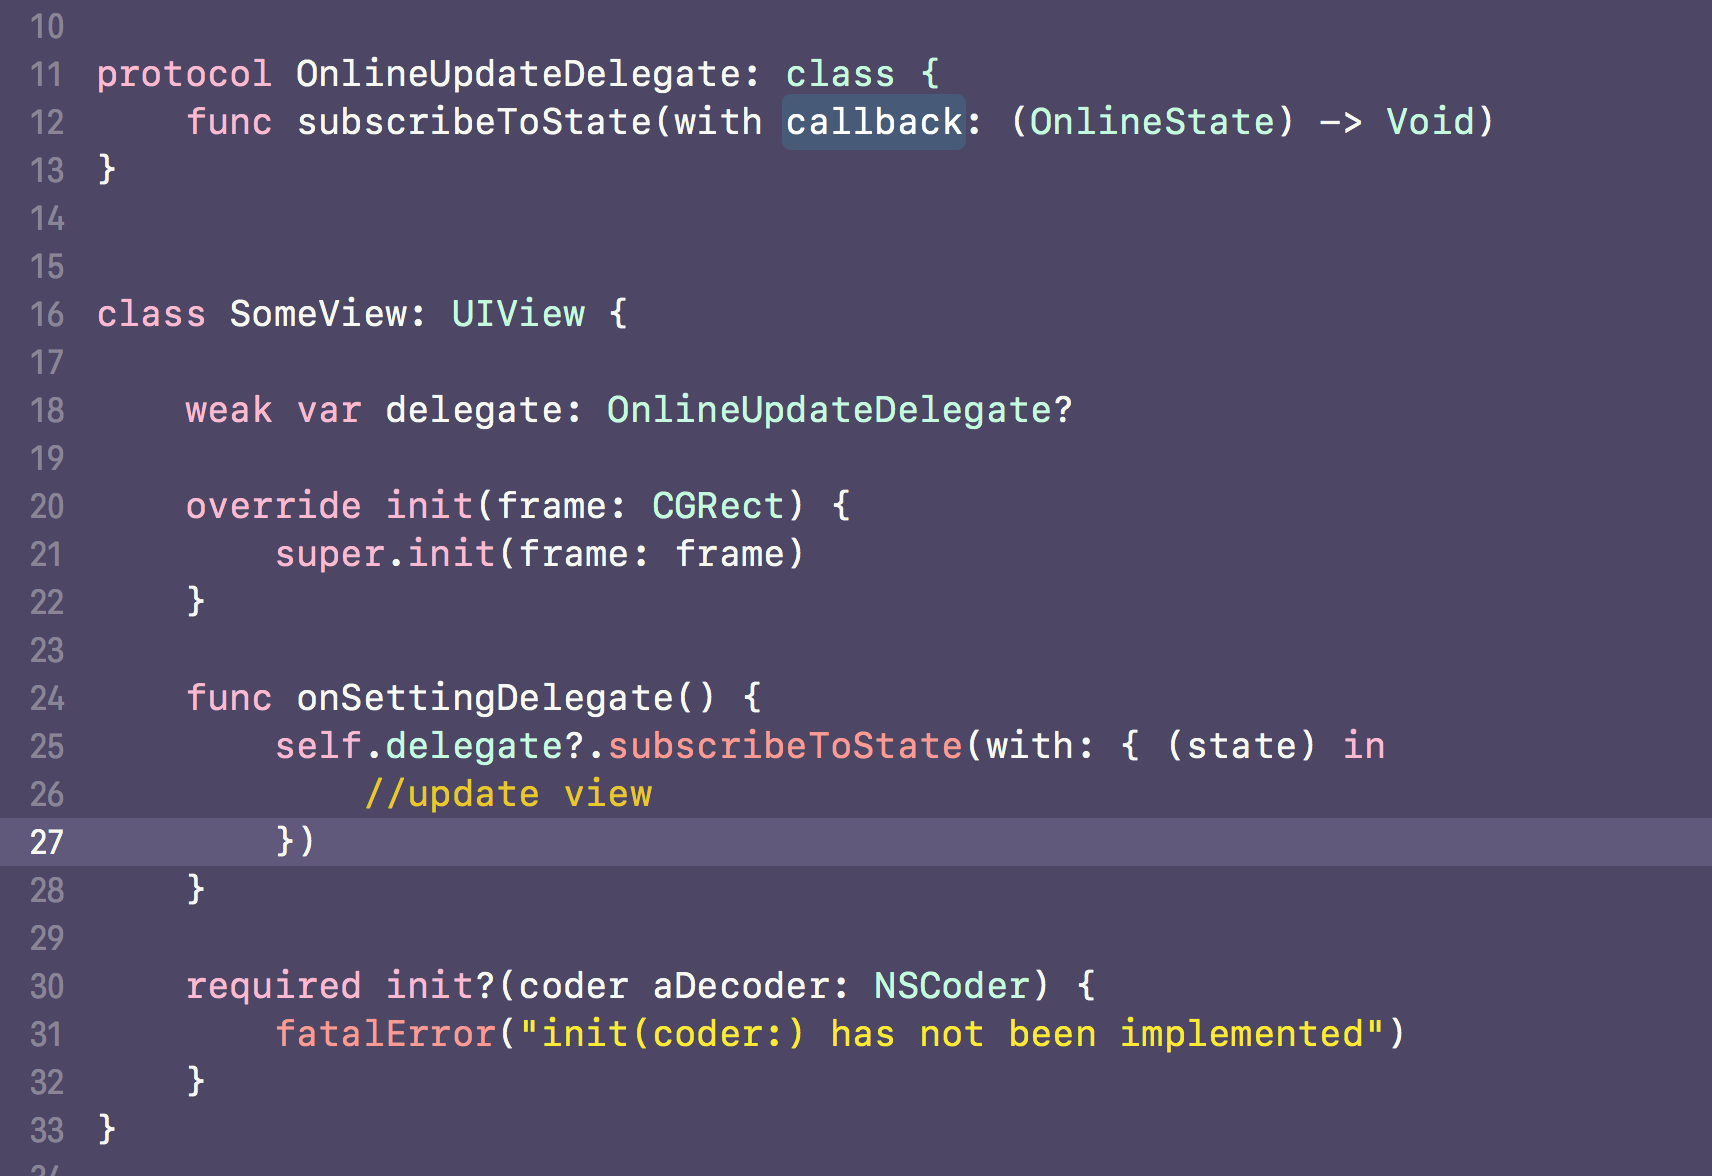 10
11 protocol OnlineUpdateDelegate: class {
12     func subscribeToState(with callback: (OnlineState) -> Void)
13 }
14
15
16 class SomeView: UIView {
17
18     weak var delegate: OnlineUpdateDelegate?
19
20     override init(frame: CGRect) {
21         super.init(frame: frame)
22     }
23
24     func onSettingDelegate() {
25         self.delegate?.subscribeToState(with: { (state) in
26             //update view
27         })
28     }
29
30     required init?(coder aDecoder: NSCoder) {
31         fatalError("init(coder:) has not been implemented")
32     }
33 }
34